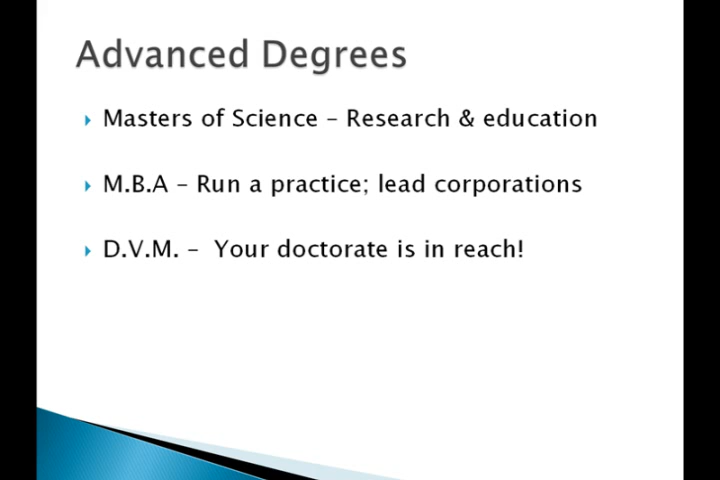 Advanced Degrees
Masters of Science – Research & education
M.B.A – Run a practice; lead corporations
D.V.M. – Your doctorate is in reach!